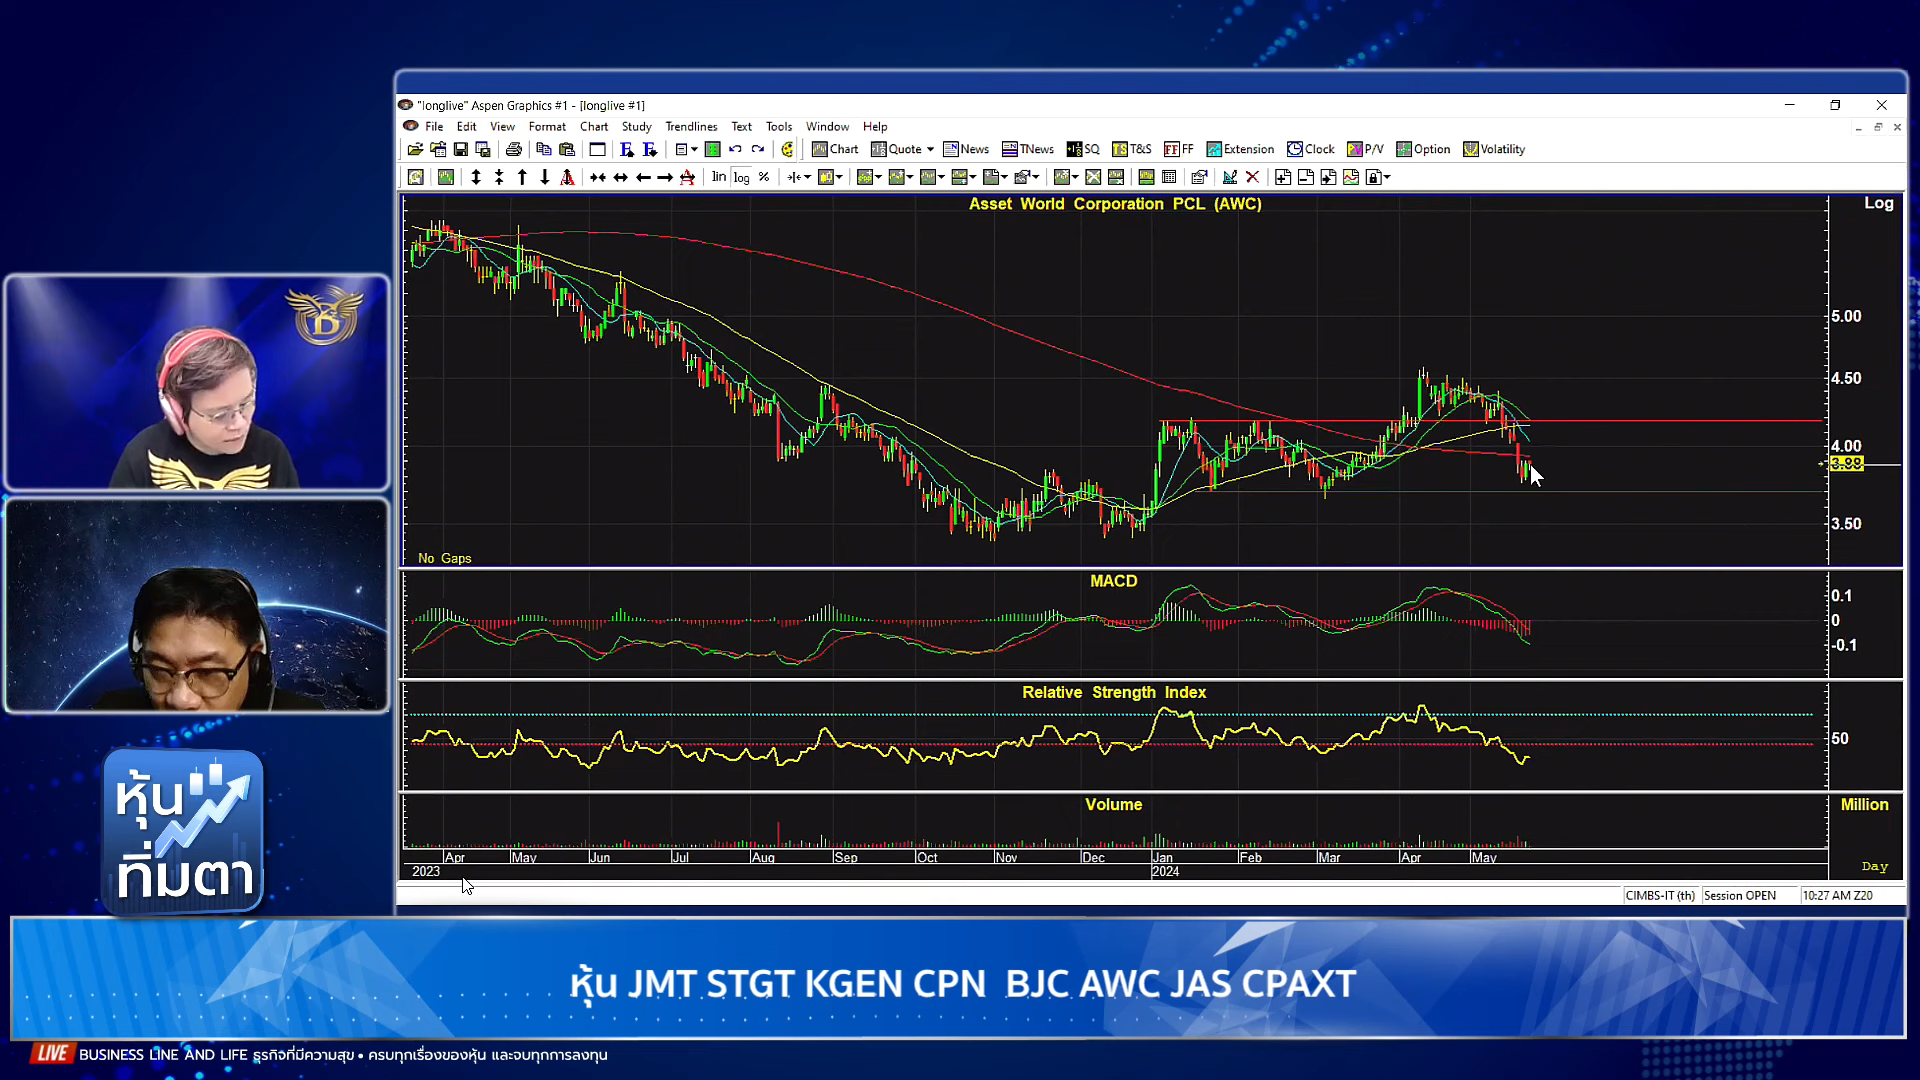 "longlive" Aspen Graphics #1 - [longlive #1]
File Edit View Format Chart Study Trendlines Text Tools Window Help
Chart Quote News TNews SQ T&S FF Extension Clock P/V Option Volatility
lin log %
Asset World Corporation PCL (AWC)
Log
5.00
4.50
4.00
3.50
No Gaps
MACD
0.1
0
-0.1
Relative Strength Index
50
Volume
Million
Apr May Jun Jul Aug Sep Oct Nov Dec Jan Feb Mar Apr May
2023 2024
Day
CIMBS-IT (th) Session OPEN 10:27 AM Z20
หุ้น
ทิ่มตา
หุ้น JMT STGT KGEN CPN BJC AWC JAS CPAXT
LIVE BUSINESS LINE AND LIFE ธุรกิจที่มีความสุข • ครบทุกเรื่องของหุ้น และจบทุกการลงทุน